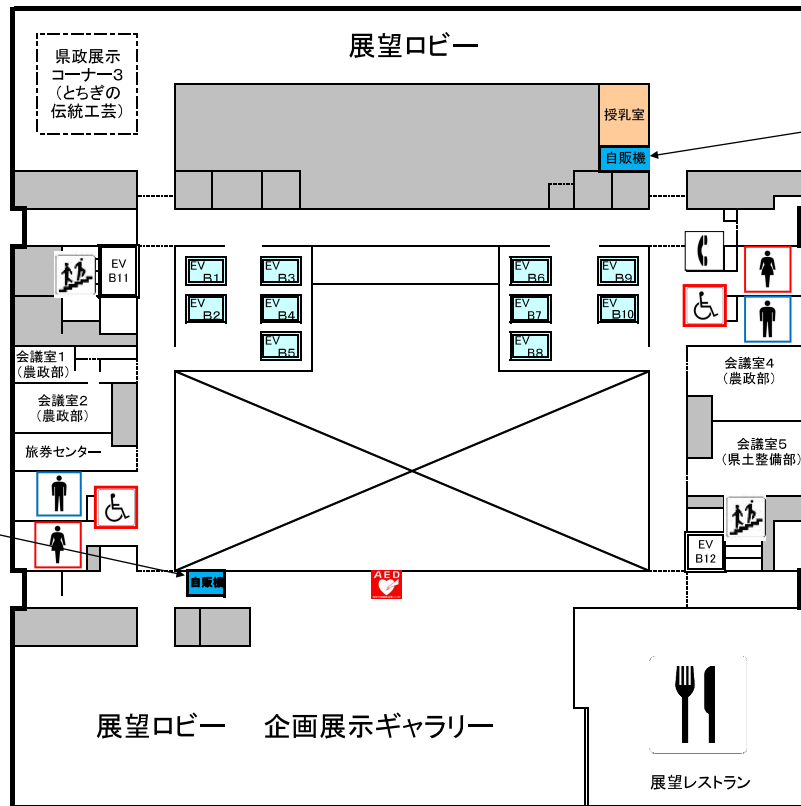 展望ロビー
県政展示
コーナー3
(とちぎの
伝統工芸)
授乳室
自販機
EV
B11
EV
B1
EV
B3
EV
B6
EV
B9
EV
B2
EV
B4
EV
B7
EV
B10
EV
B5
EV
B8
会議室1
(農政部)
会議室2
(農政部)
旅券センター
会議室4
(農政部)
会議室5
(県土整備部)
EV
B12
自販機
AED
展望ロビー 企画展示ギャラリー
展望レストラン